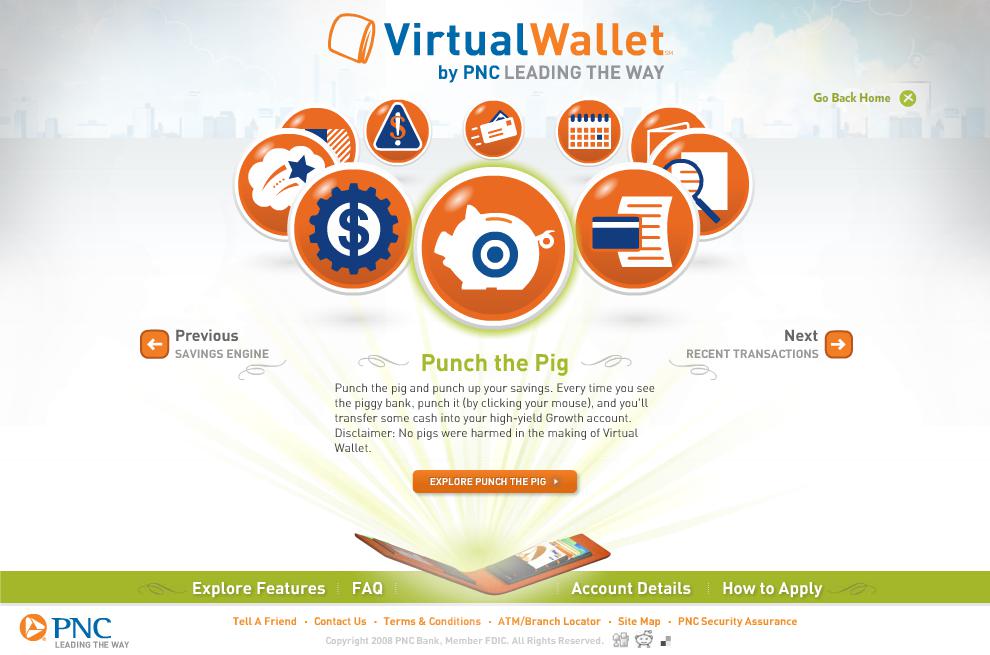 VirtualWallet SM
by PNC LEADING THE WAY
Go Back Home
Previous
SAVINGS ENGINE
Next
RECENT TRANSACTIONS
Punch the Pig
Punch the pig and punch up your savings. Every time you see
the piggy bank, punch it (by clicking your mouse), and you'll
transfer some cash into your high-yield Growth account.
Disclaimer: No pigs were harmed in the making of Virtual
Wallet.
EXPLORE PUNCH THE PIG
Explore Features FAQ Account Details How to Apply
PNC
LEADING THE WAY
Tell A Friend • Contact Us • Terms & Conditions • ATM/Branch Locator • Site Map • PNC Security Assurance
Copyright 2008 PNC Bank, Member FDIC. All Rights Reserved.